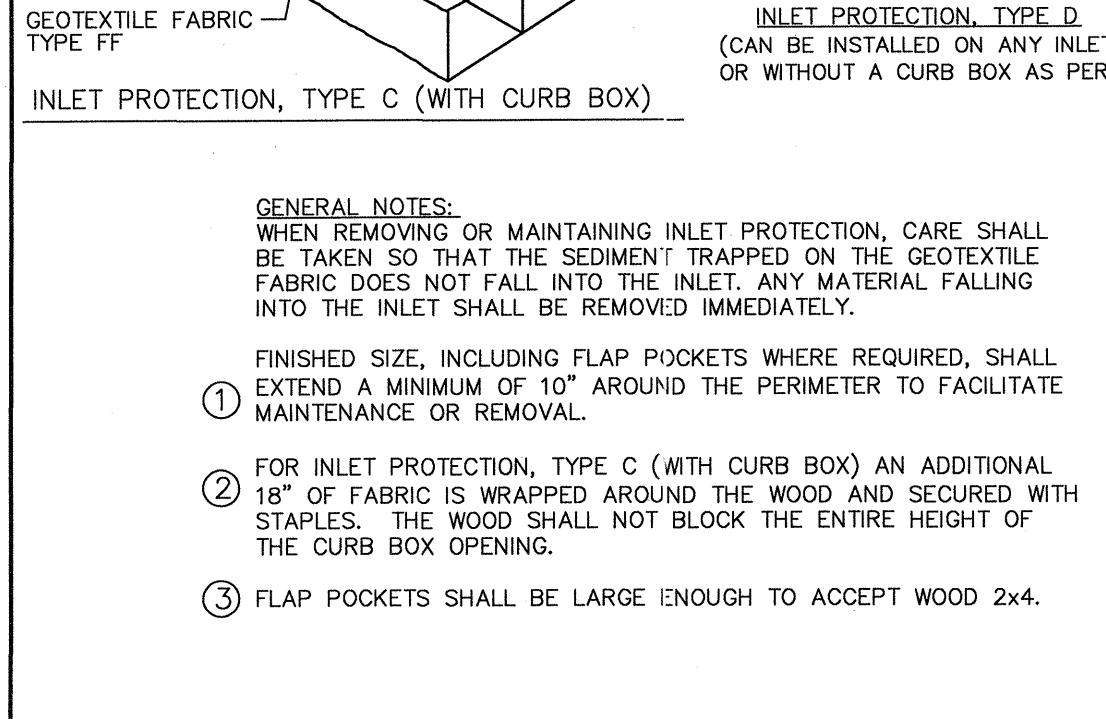 GEOTEXTILE FABRIC
TYPE FF
INLET PROTECTION, TYPE C (WITH CURB BOX)
INLET PROTECTION, TYPE D
(CAN BE INSTALLED ON ANY INLET
OR WITHOUT A CURB BOX AS PER
GENERAL NOTES:
WHEN REMOVING OR MAINTAINING INLET PROTECTION, CARE SHALL
BE TAKEN SO THAT THE SEDIMENT TRAPPED ON THE GEOTEXTILE
FABRIC DOES NOT FALL INTO THE INLET. ANY MATERIAL FALLING
INTO THE INLET SHALL BE REMOVED IMMEDIATELY.
FINISHED SIZE, INCLUDING FLAP POCKETS WHERE REQUIRED, SHALL
① EXTEND A MINIMUM OF 10" AROUND THE PERIMETER TO FACILITATE
MAINTENANCE OR REMOVAL.
FOR INLET PROTECTION, TYPE C (WITH CURB BOX) AN ADDITIONAL
② 18" OF FABRIC IS WRAPPED AROUND THE WOOD AND SECURED WITH
STAPLES. THE WOOD SHALL NOT BLOCK THE ENTIRE HEIGHT OF
THE CURB BOX OPENING.
③ FLAP POCKETS SHALL BE LARGE ENOUGH TO ACCEPT WOOD 2x4.